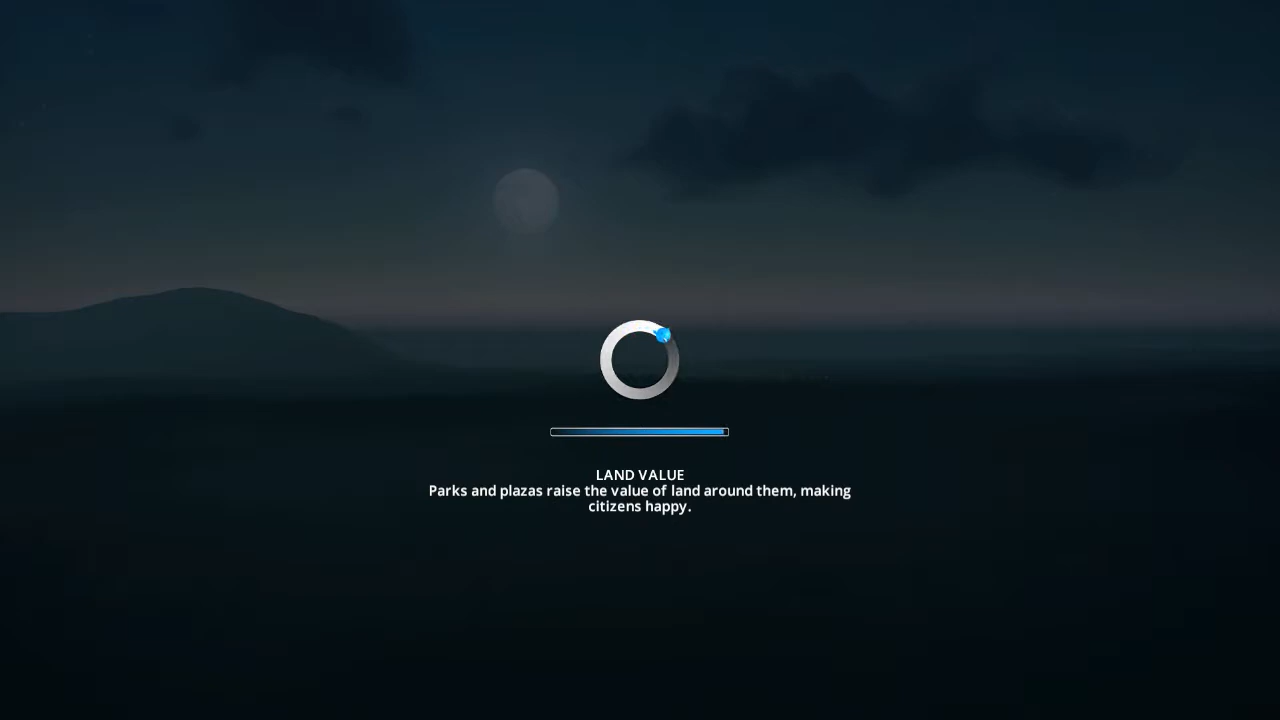 LAND VALUE
Parks and plazas raise the value of land around them, making
citizens happy.